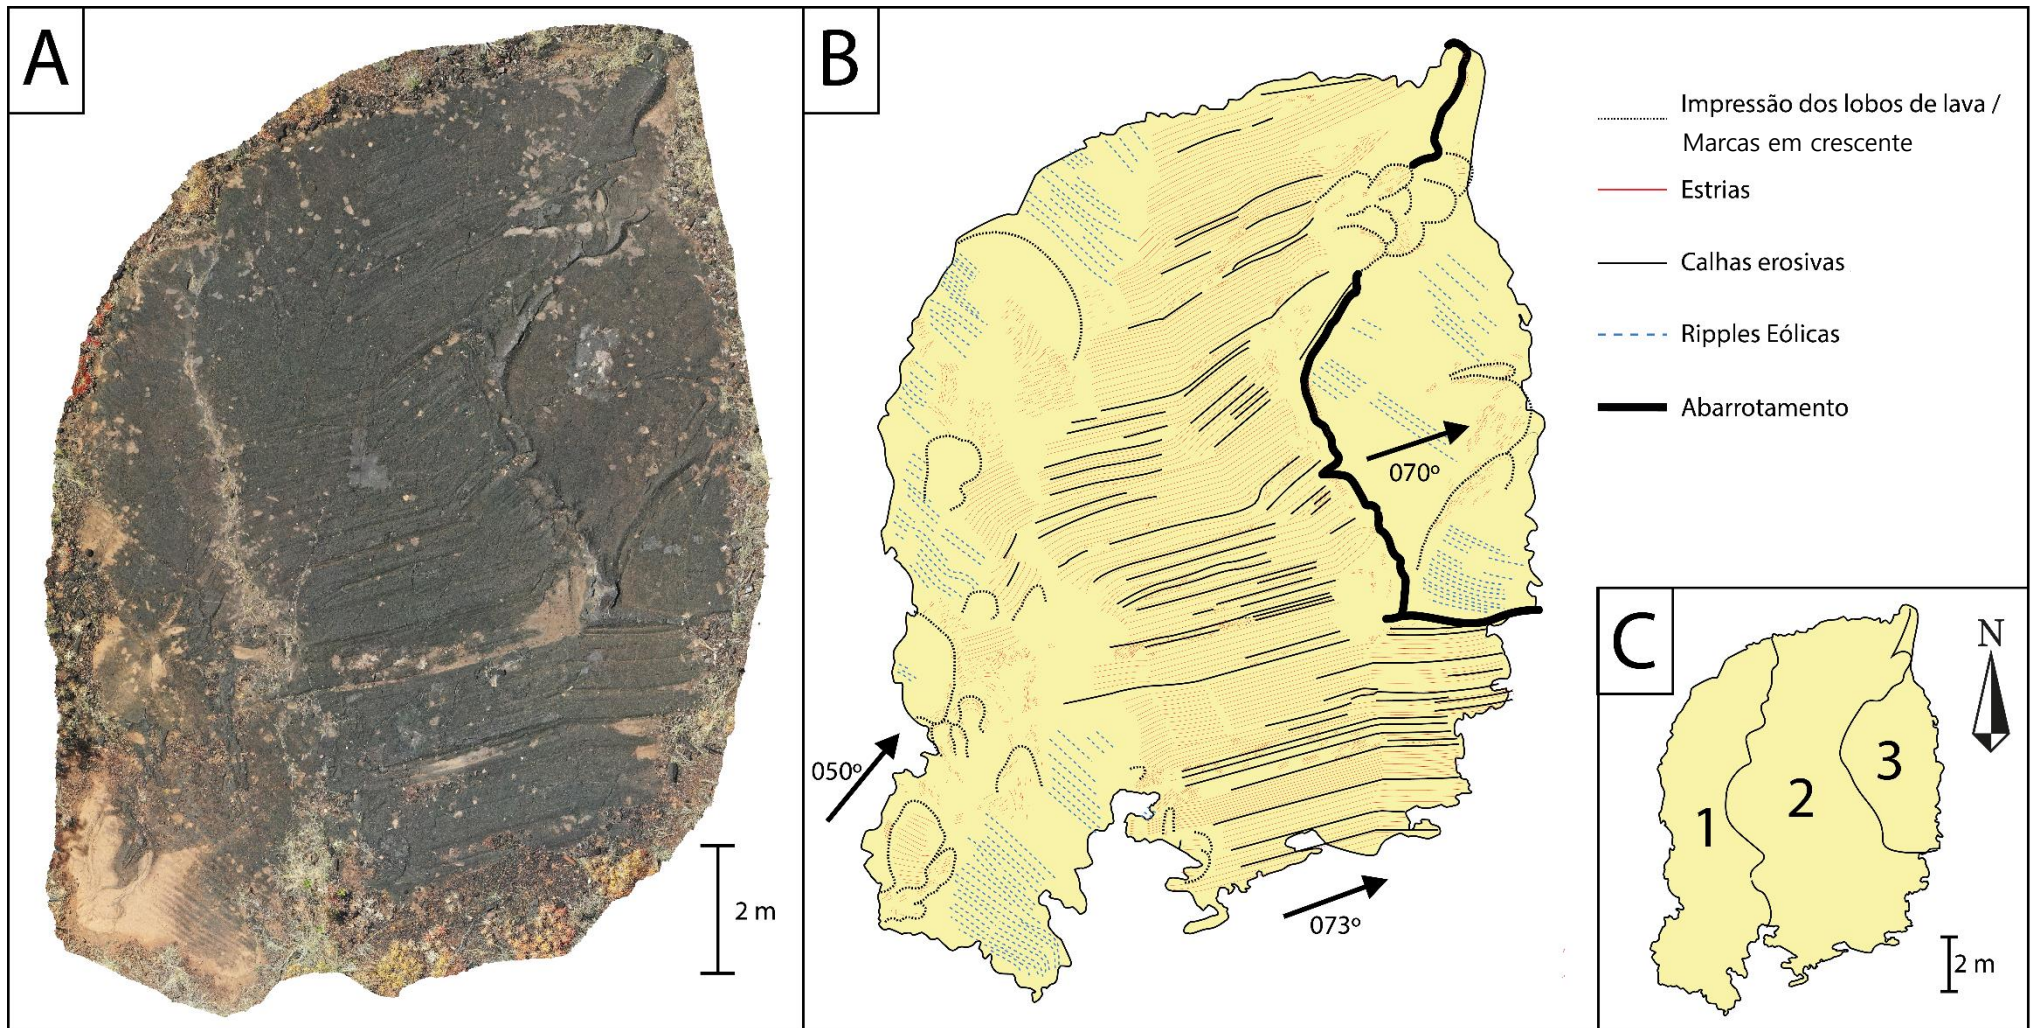 A
2 m
B
050º
070º
073º
Impressão dos lobos de lava /
Marcas em crescente
Estrias
Calhas erosivas
Ripples Eólicas
Abarrotamento
C
N
1
2
3
2 m